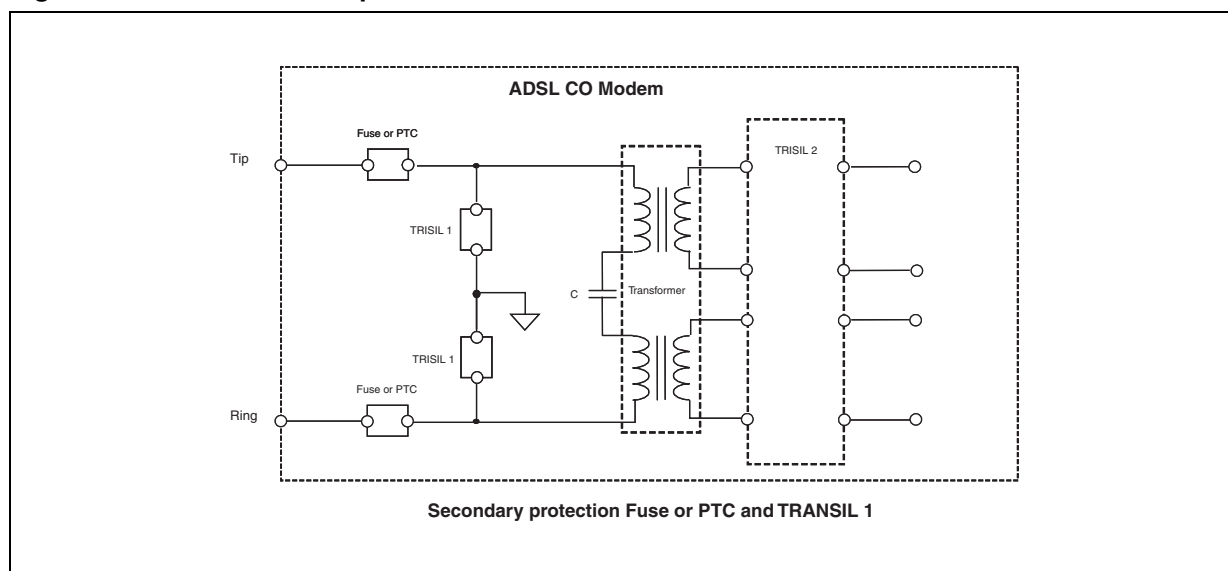 ADSL CO Modem
Fuse or PTC
Tip
TRISIL 2
TRISIL 1
C
Transformer
TRISIL 1
Fuse or PTC
Ring
Secondary protection Fuse or PTC and TRANSIL 1